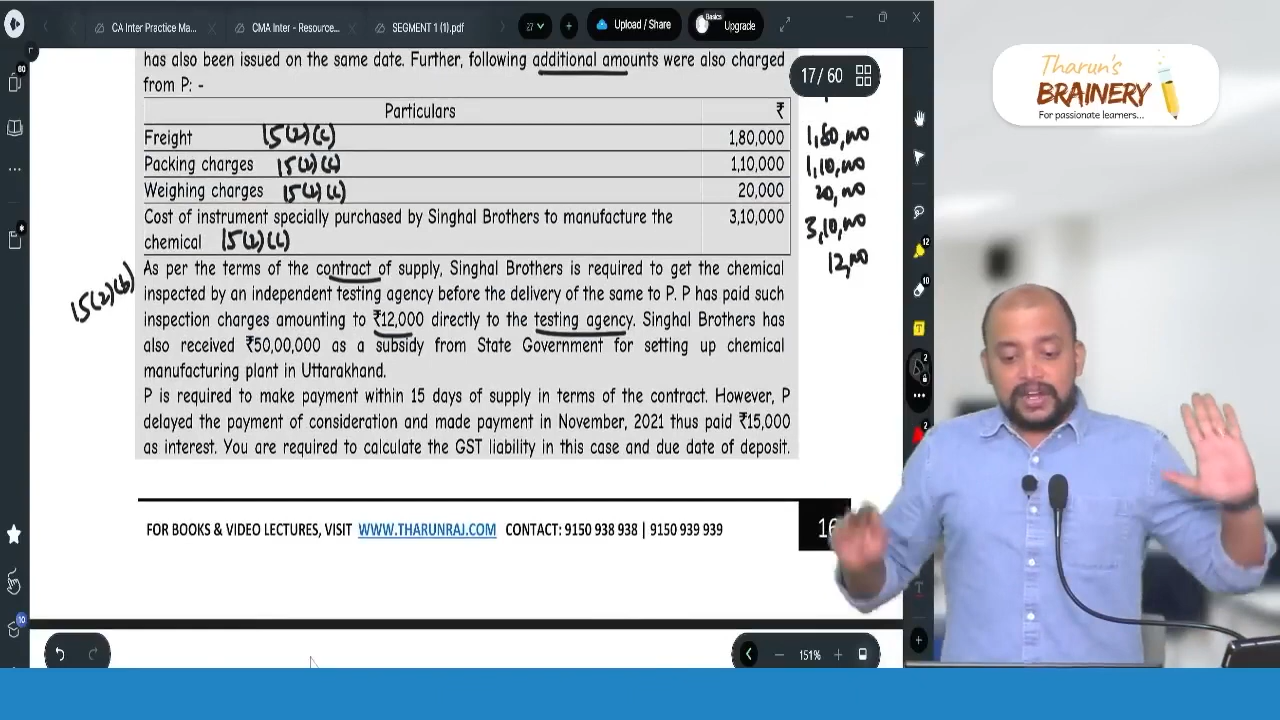 CA Inter Practice Ma...
CMA Inter - Resource...
SEGMENT 1 (1).pdf
27
Upload / Share
Basics
Upgrade
has also been issued on the same date. Further, following additional amounts were also charged
from P: -
17/60
Particulars ₹
Freight 15(2)(c) 1,80,000 1,80,000
Packing charges 15(2)(c) 1,10,000 1,10,000
Weighing charges 15(2)(c) 20,000 20,000
Cost of instrument specially purchased by Singhal Brothers to manufacture the 3,10,000 3,10,000
chemical 15(2)(c)
12,000
15(2)(b)
As per the terms of the contract of supply, Singhal Brothers is required to get the chemical
inspected by an independent testing agency before the delivery of the same to P. P has paid such
inspection charges amounting to ₹12,000 directly to the testing agency. Singhal Brothers has
also received ₹50,00,000 as a subsidy from State Government for setting up chemical
manufacturing plant in Uttarakhand.
P is required to make payment within 15 days of supply in terms of the contract. However, P
delayed the payment of consideration and made payment in November, 2021 thus paid ₹15,000
as interest. You are required to calculate the GST liability in this case and due date of deposit.
FOR BOOKS & VIDEO LECTURES, VISIT WWW.THARUNRAJ.COM CONTACT: 9150 938 938 | 9150 939 939
16
151%
Tharun's
BRAINERY
For passionate learners...